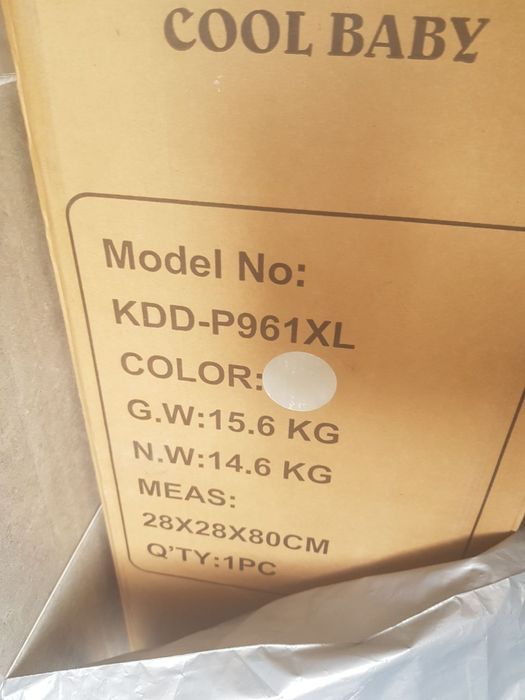 COOL BABY
Model No:
KDD-P961XL
COLOR:
G.W:15.6 KG
N.W:14.6 KG
MEAS:
28X28X80CM
Q'TY:1PC